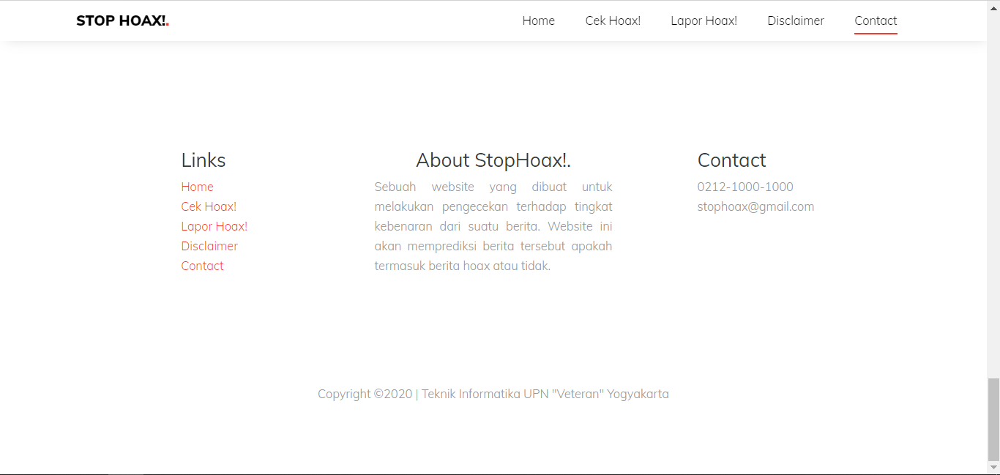 STOP HOAX!.
Home Cek Hoax! Lapor Hoax! Disclaimer Contact
Links
Home
Cek Hoax!
Lapor Hoax!
Disclaimer
Contact
About StopHoax!.
Sebuah website yang dibuat untuk
melakukan pengecekan terhadap tingkat
kebenaran dari suatu berita. Website ini
akan memprediksi berita tersebut apakah
termasuk berita hoax atau tidak.
Contact
0212-1000-1000
stophoax@gmail.com
Copyright ©2020 | Teknik Informatika UPN "Veteran" Yogyakarta